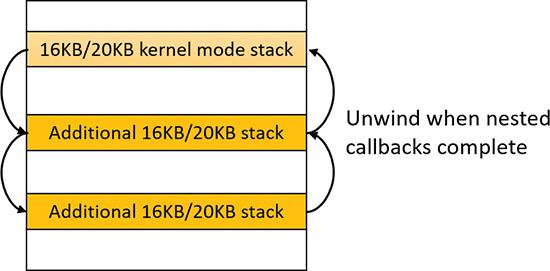 16KB/20KB kernel mode stack
Additional 16KB/20KB stack
Unwind when nested
callbacks complete
Additional 16KB/20KB stack